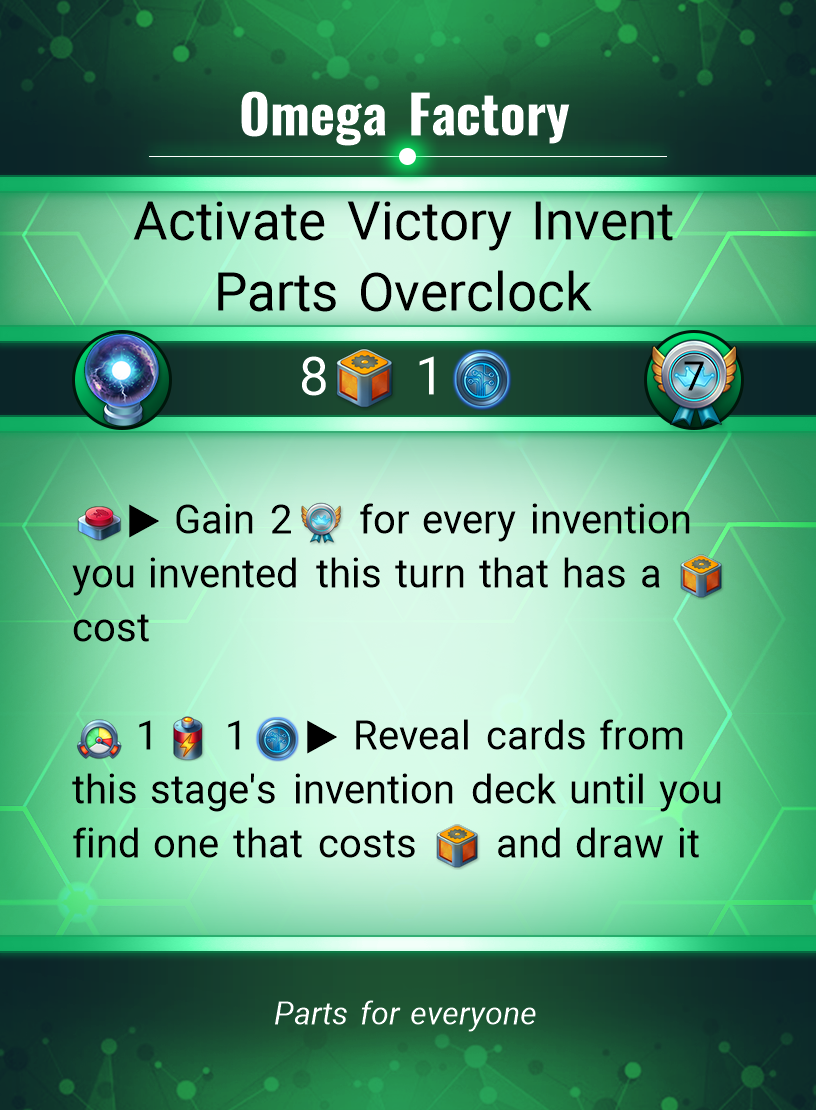 Omega Factory
Activate Victory Invent
Parts Overclock
8 1 7
▶ Gain 2 for every invention
you invented this turn that has a
cost
1 1 ▶ Reveal cards from
this stage's invention deck until you
find one that costs and draw it
Parts for everyone